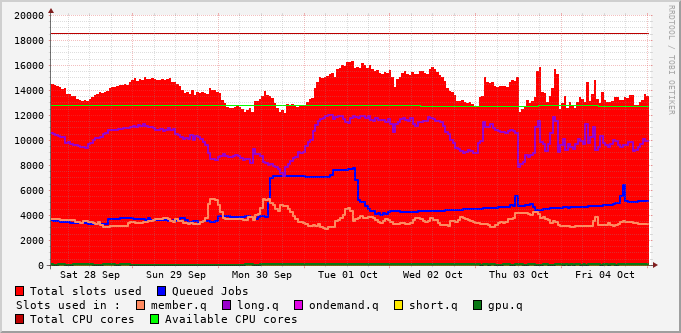 20000
18000
16000
14000
12000
10000
8000
6000
4000
2000
0
Sat 28 Sep Sun 29 Sep Mon 30 Sep Tue 01 Oct Wed 02 Oct Thu 03 Oct Fri 04 Oct
Total slots used Queued Jobs
Slots used in : member.q long.q ondemand.q short.q gpu.q
Total CPU cores Available CPU cores
RRDTOOL / TOBI OETIKER